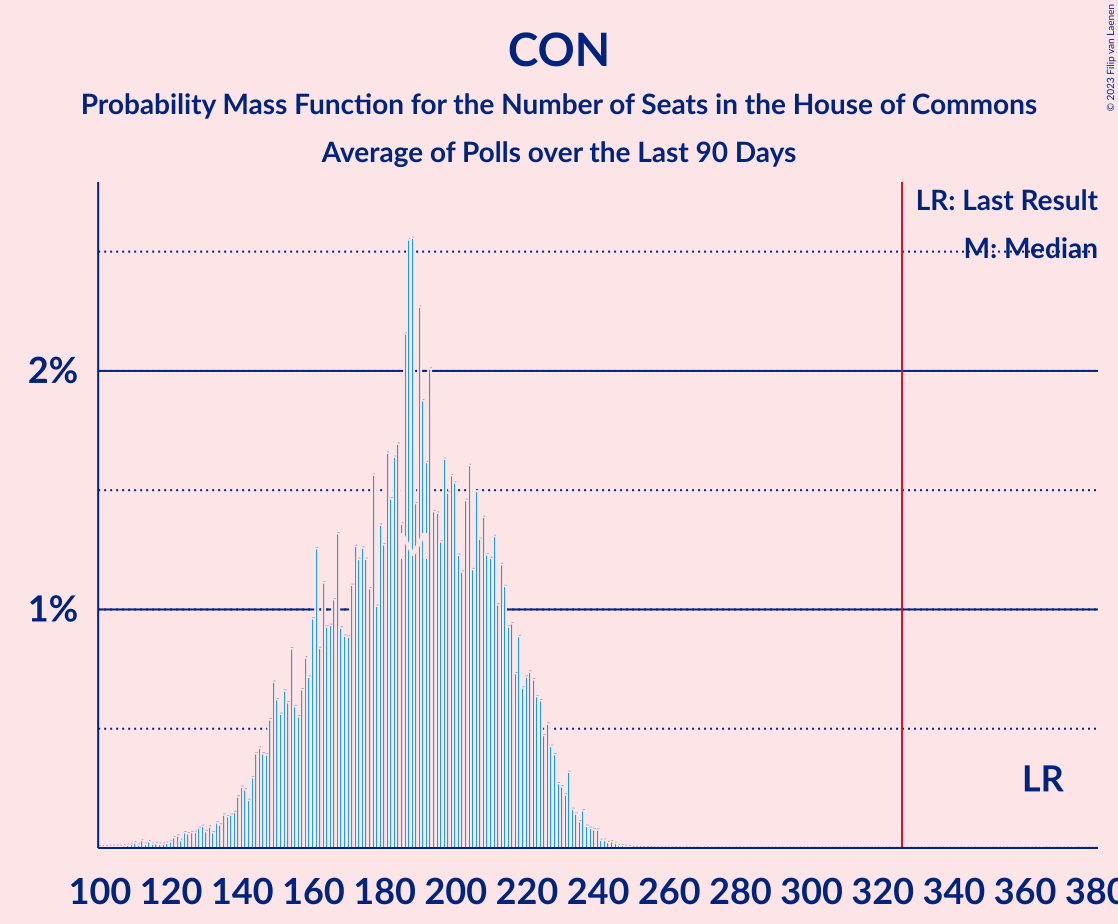 CON
Probability Mass Function for the Number of Seats in the House of Commons
Average of Polls over the Last 90 Days
© 2023 Filip van Laenen
LR: Last Result
M: Median
2%
1%
LR
100 120 140 160 180 200 220 240 260 280 300 320 340 360 380